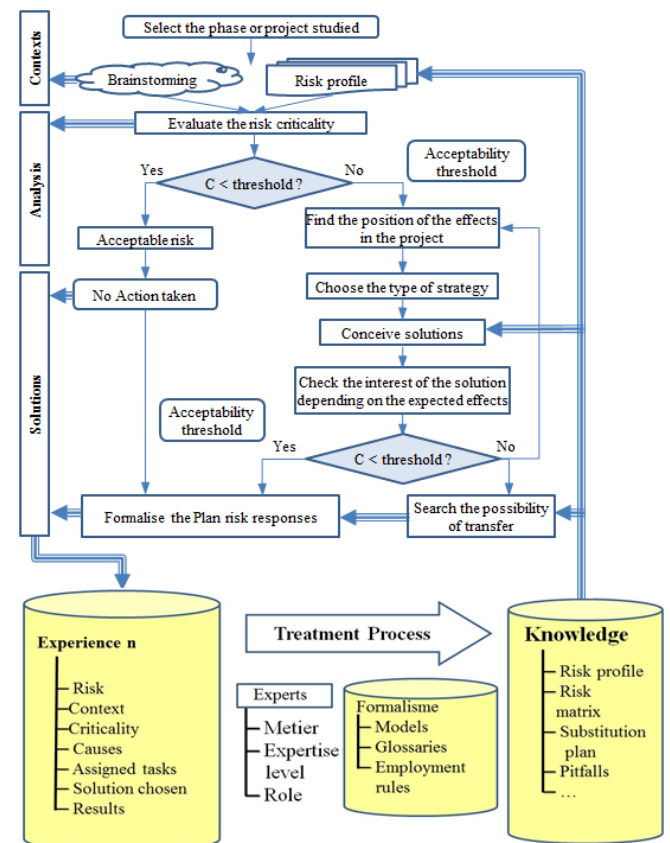 Contexts
Select the phase or project studied
Brainstorming
Risk profile
Analysis
Evaluate the risk criticality
Yes
C < threshold ?
No
Acceptability
threshold
Acceptable risk
Find the position of the effects
in the project
Solutions
No Action taken
Choose the type of strategy
Conceive solutions
Check the interest of the solution
depending on the expected effects
Acceptability
threshold
Yes
C < threshold ?
No
Formalise the Plan risk responses
Search the possibility
of transfer
Experience n
Risk
Context
Criticality
Causes
Assigned tasks
Solution chosen
Results
Treatment Process
Experts
Metier
Expertise
level
Role
Formalisme
Models
Glossaries
Employment
rules
Knowledge
Risk profile
Risk
matrix
Substitution
plan
Pitfalls
...